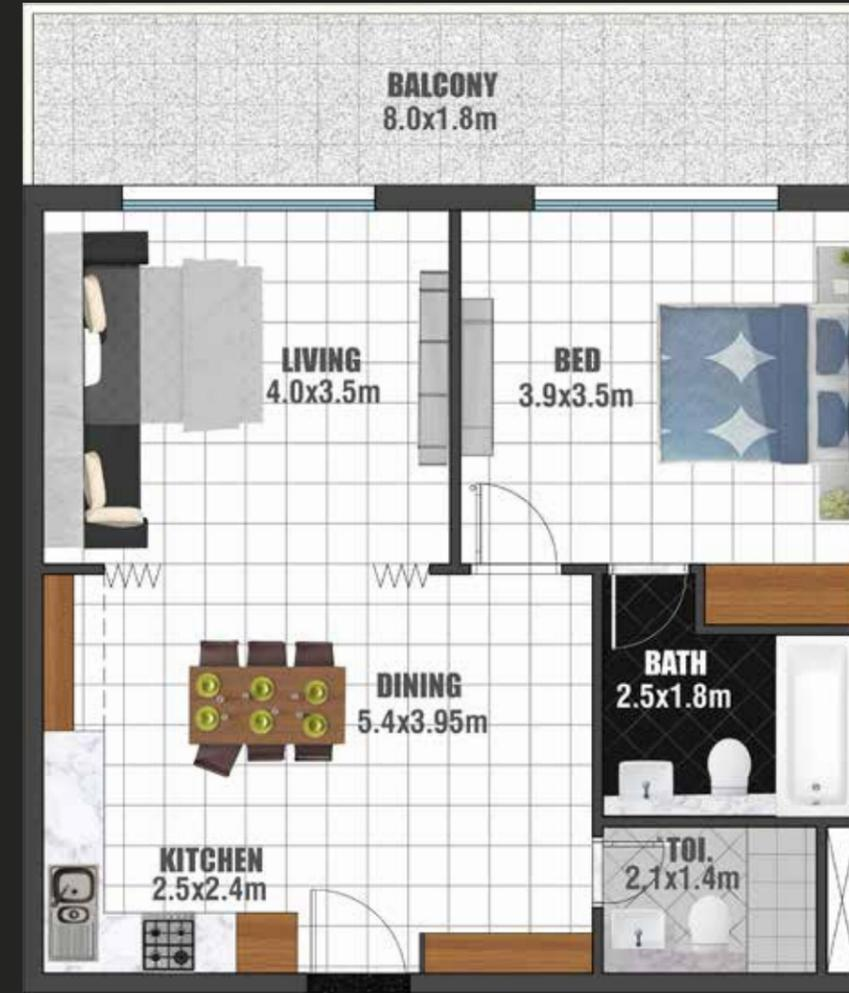 BALCONY
8.0x1.8m
LIVING
4.0x3.5m
BED
3.9x3.5m
BATH
2.5x1.8m
DINING
5.4x3.95m
KITCHEN
2.5x2.4m
TOI.
2.1x1.4m